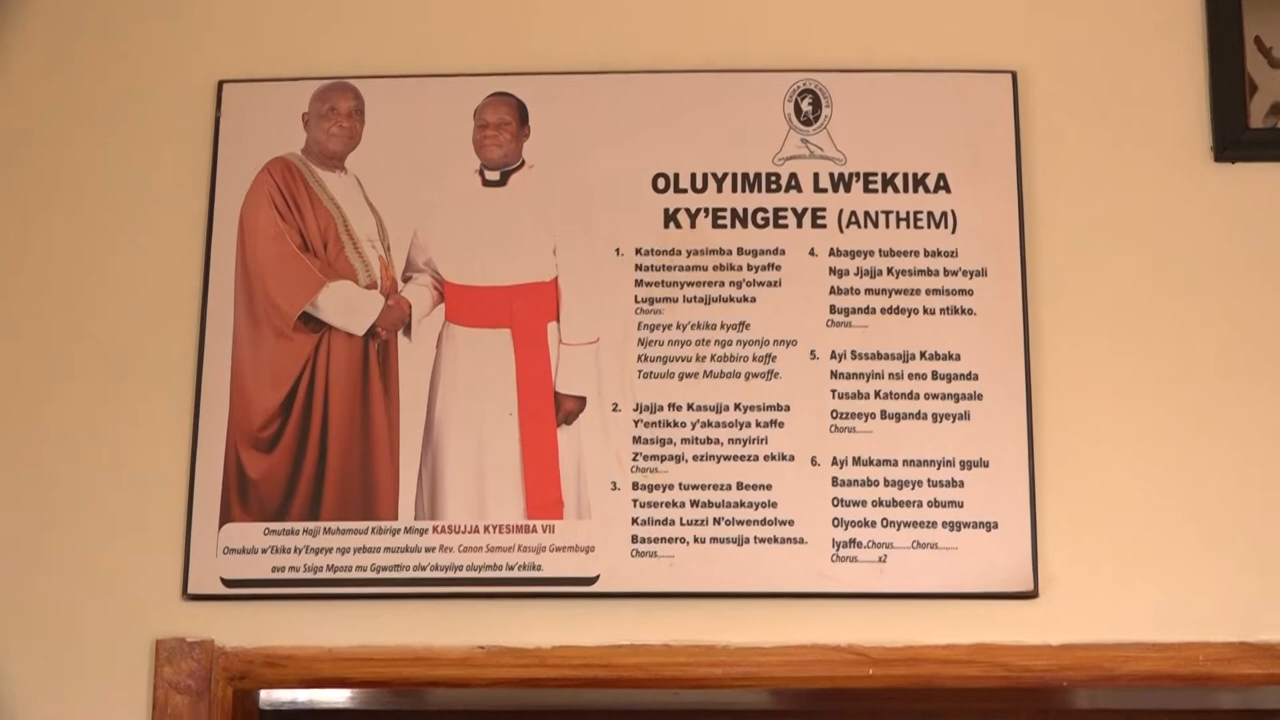 EKIKA KY'ENGEYE
OLUYIMBA LW'EKIKA
KY'ENGEYE (ANTHEM)
1. Katonda yasimba Buganda
Natuteraamu ebika byaffe
Mwetunywerera ng'olwazi
Lugumu lutajjulukuka
Chorus:
Engeye ky'ekika kyaffe
Njeru nnyo ate nga nyonjo nnyo
Kkunguvvu ke Kabbiro kaffe
Tatuula gwe Mubala gwaffe.
2. Jjajja ffe Kasujja Kyesimba
Y'entikko y'akasolya kaffe
Masiga, mituba, nnyiriri
Z'empagi, ezinyweeza ekika
Chorus....
3. Bageye tuwereza Beene
Tusereka Wabulaakayole
Kalinda Luzzi N'olwendolwe
Basenero, ku musujja twekansa.
Chorus.......
4. Abageye tubeere bakozi
Nga Jjajja Kyesimba bw'eyali
Abato munyweze emisomo
Buganda eddeyo ku ntikko.
Chorus.......
5. Ayi Sssabasajja Kabaka
Nnannyini nsi eno Buganda
Tusaba Katonda owangaale
Ozzeeyo Buganda gyeyali
Chorus.......
6. Ayi Mukama nnannyini ggulu
Baanabo bageye tusaba
Otuwe okubeera obumu
Olyooke Onyweeze eggwanga
lyaffe.Chorus.......Chorus........
Chorus........x2
Omutaka Hajji Muhamoud Kibirige Minge KASUJJA KYESIMBA VII
Omukulu w'Ekika ky'Engeye nga yebaza muzukulu we Rev. Canon Samuel Kasujja Gwembuga
ava mu Ssiga Mpoza mu Ggwattiro olw'okuyiiya oluyimba lw'ekiika.